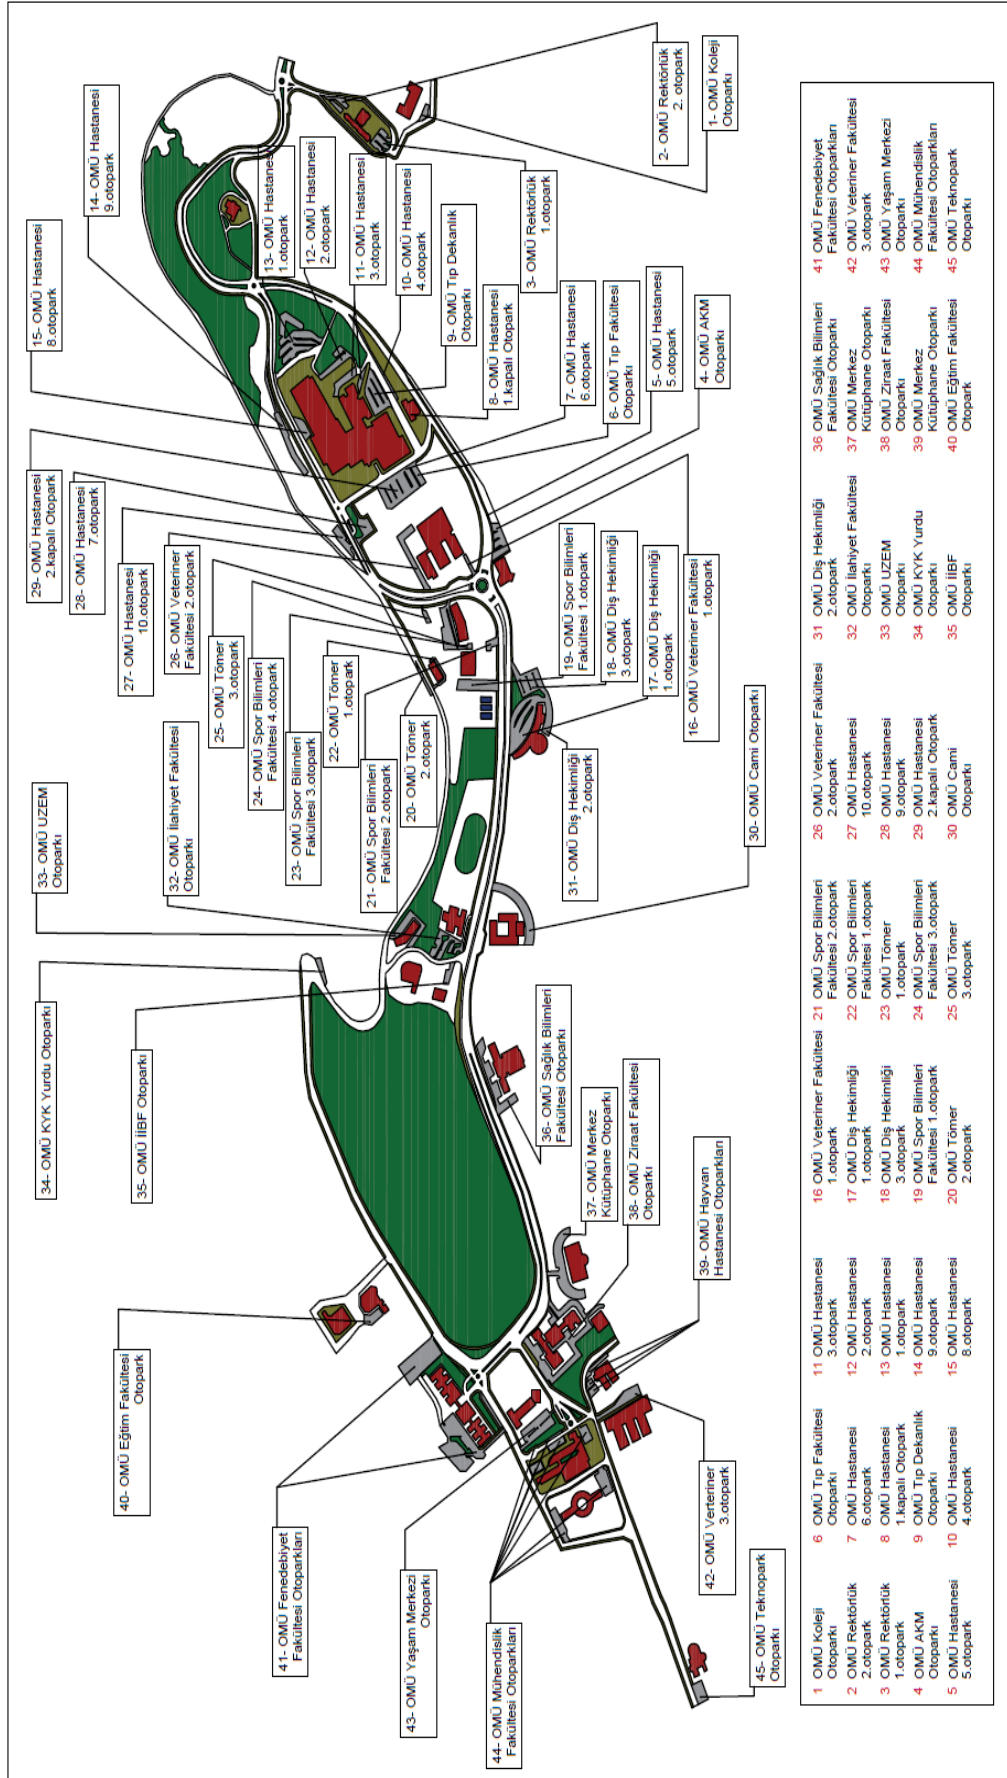 14- OMÜ Hastanesi
9.otopark
15- OMÜ Hastanesi
8.otopark
29- OMÜ Hastanesi
2.kapalı Otopark
28- OMÜ Hastanesi
7.otopark
27- OMÜ Hastanesi
10.otopark
26- OMÜ Veteriner
Fakültesi 2.otopark
25- OMÜ Tömer
3.otopark
24- OMÜ Spor Bilimleri
Fakültesi 4.otopark
23- OMÜ Spor Bilimleri
Fakültesi 3.otopark
22- OMÜ Tömer
1.otopark
21- OMÜ Spor Bilimleri
Fakültesi 2.otopark
20- OMÜ Tömer
2.otopark
32- OMÜ İlahiyet Fakültesi
Otoparkı
33- OMÜ UZEM
Otoparkı
34- OMÜ KYK Yurdu Otoparkı
35- OMÜ İİBF Otoparkı
40- OMÜ Eğtim Fakültesi
Otopark
41- OMÜ Fenedebiyet
Fakültesi Otoparkları
43- OMÜ Yaşam Merkezi
Otoparkı
44- OMÜ Mühendislik
Fakültesi Otoparkları
13- OMÜ Hastanesi
1.otopark
12- OMÜ Hastanesi
2.otopark
11- OMÜ Hastanesi
3.otopark
10- OMÜ Hastanesi
4.otopark
9- OMÜ Tıp Dekanlık
Otoparkı
8- OMÜ Hastanesi
1.kapalı Otopark
7- OMÜ Hastanesi
6.otopark
6- OMÜ Tıp Fakültesi
Otoparkı
5- OMÜ Hastanesi
5.otopark
4- OMÜ AKM
Otoparkı
3- OMÜ Rektörlük
1.otopark
2- OMÜ Rektörlük
2. otopark
1- OMÜ Koleji
Otoparkı
19- OMÜ Spor Bilimleri
Fakültesi 1.otopark
18- OMÜ Diş Hekimliği
3.otopark
17- OMÜ Diş Hekimliği
1.otopark
16- OMÜ Veteriner Fakültesi
1.otopark
31- OMÜ Diş Hekimliği
2.otopark
30- OMÜ Cami Otoparkı
36- OMÜ Sağlık Bilimleri
Fakültesi Otoparkı
37- OMÜ Merkez
Kütüphane Otoparkı
38- OMÜ Ziraat Fakültesi
Otoparkı
39- OMÜ Hayvan
Hastanesi Otoparkları
42- OMÜ Verteriner
3.otopark
45- OMÜ Teknopark
Otoparkı
1 OMÜ Koleji
Otoparkı
2 OMÜ Rektörlük
2.otopark
3 OMÜ Rektörlük
1.otopark
4 OMÜ AKM
Otoparkı
5 OMÜ Hastanesi
5.otopark
6 OMÜ Tıp Fakültesi
Otoparkı
7 OMÜ Hastanesi
6.otopark
8 OMÜ Hastanesi
1.kapalı Otopark
9 OMÜ Tıp Dekanlık
Otoparkı
10 OMÜ Hastanesi
4.otopark
11 OMÜ Hastanesi
3.otopark
12 OMÜ Hastanesi
2.otopark
13 OMÜ Hastanesi
1.otopark
14 OMÜ Hastanesi
9.otopark
15 OMÜ Hastanesi
8.otopark
16 OMÜ Veteriner Fakültesi
1.otopark
17 OMÜ Diş Hekimliği
1.otopark
18 OMÜ Diş Hekimliği
3.otopark
19 OMÜ Spor Bilimleri
Fakültesi 1.otopark
20 OMÜ Tömer
2.otopark
21 OMÜ Spor Bilimleri
Fakültesi 2.otopark
22 OMÜ Spor Bilimleri
Fakültesi 1.otopark
23 OMÜ Tömer
1.otopark
24 OMÜ Spor Bilimleri
Fakültesi 3.otopark
25 OMÜ Tömer
3.otopark
26 OMÜ Veteriner Fakültesi
2.otopark
27 OMÜ Hastanesi
10.otopark
28 OMÜ Hastanesi
9.otopark
29 OMÜ Hastanesi
2.kapalı Otopark
30 OMÜ Cami
Otoparkı
31 OMÜ Diş Hekimliği
2.otopark
32 OMÜ İlahiyet Fakültesi
Otoparkı
33 OMÜ UZEM
Otoparkı
34 OMÜ KYK Yurdu
Otoparkı
35 OMÜ İİBF
Otoparkı
36 OMÜ Sağlık Bilimleri
Fakültesi Otoparkı
37 OMÜ Merkez
Kütüphane Otoparkı
38 OMÜ Ziraat Fakültesi
Otoparkı
39 OMÜ Merkez
Kütüphane Otoparkı
40 OMÜ Eğtim Fakültesi
Otopark
41 OMÜ Fenedebiyet
Fakültesi Otoparkları
42 OMÜ Veteriner Fakültesi
3.otopark
43 OMÜ Yaşam Merkezi
Otoparkı
44 OMÜ Mühendislik
Fakültesi Otoparkları
45 OMÜ Teknopark
Otoparkı